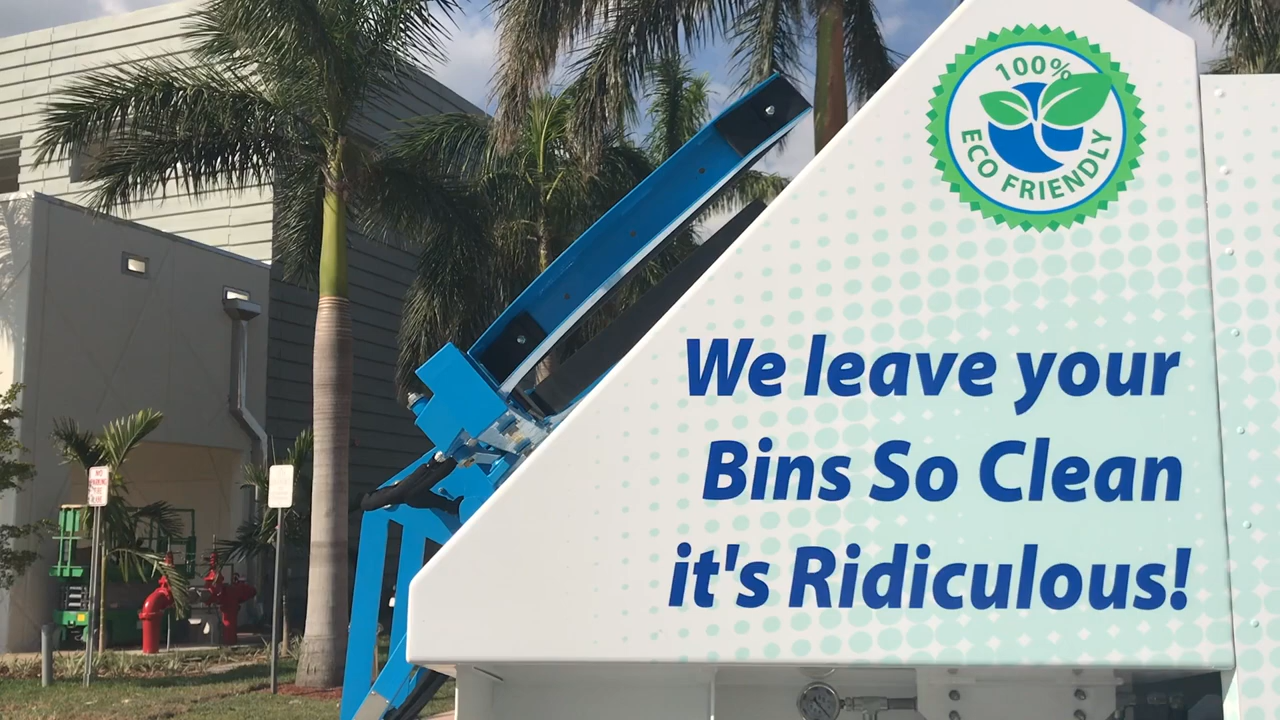 100%
ECO FRIENDLY
We leave your
Bins So Clean
it's Ridiculous!